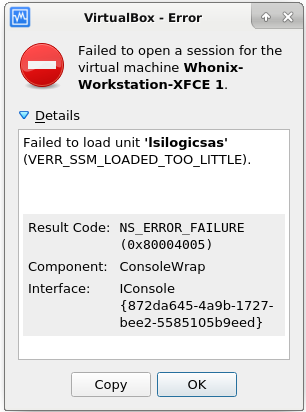 VirtualBox - Error
Failed to open a session for the
virtual machine Whonix-
Workstation-XFCE 1.
Details
Failed to load unit 'lsilogicsas'
(VERR_SSM_LOADED_TOO_LITTLE).
Result Code: NS_ERROR_FAILURE
(0x80004005)
Component: ConsoleWrap
Interface: IConsole
{872da645-4a9b-1727-
bee2-5585105b9eed}
Copy OK